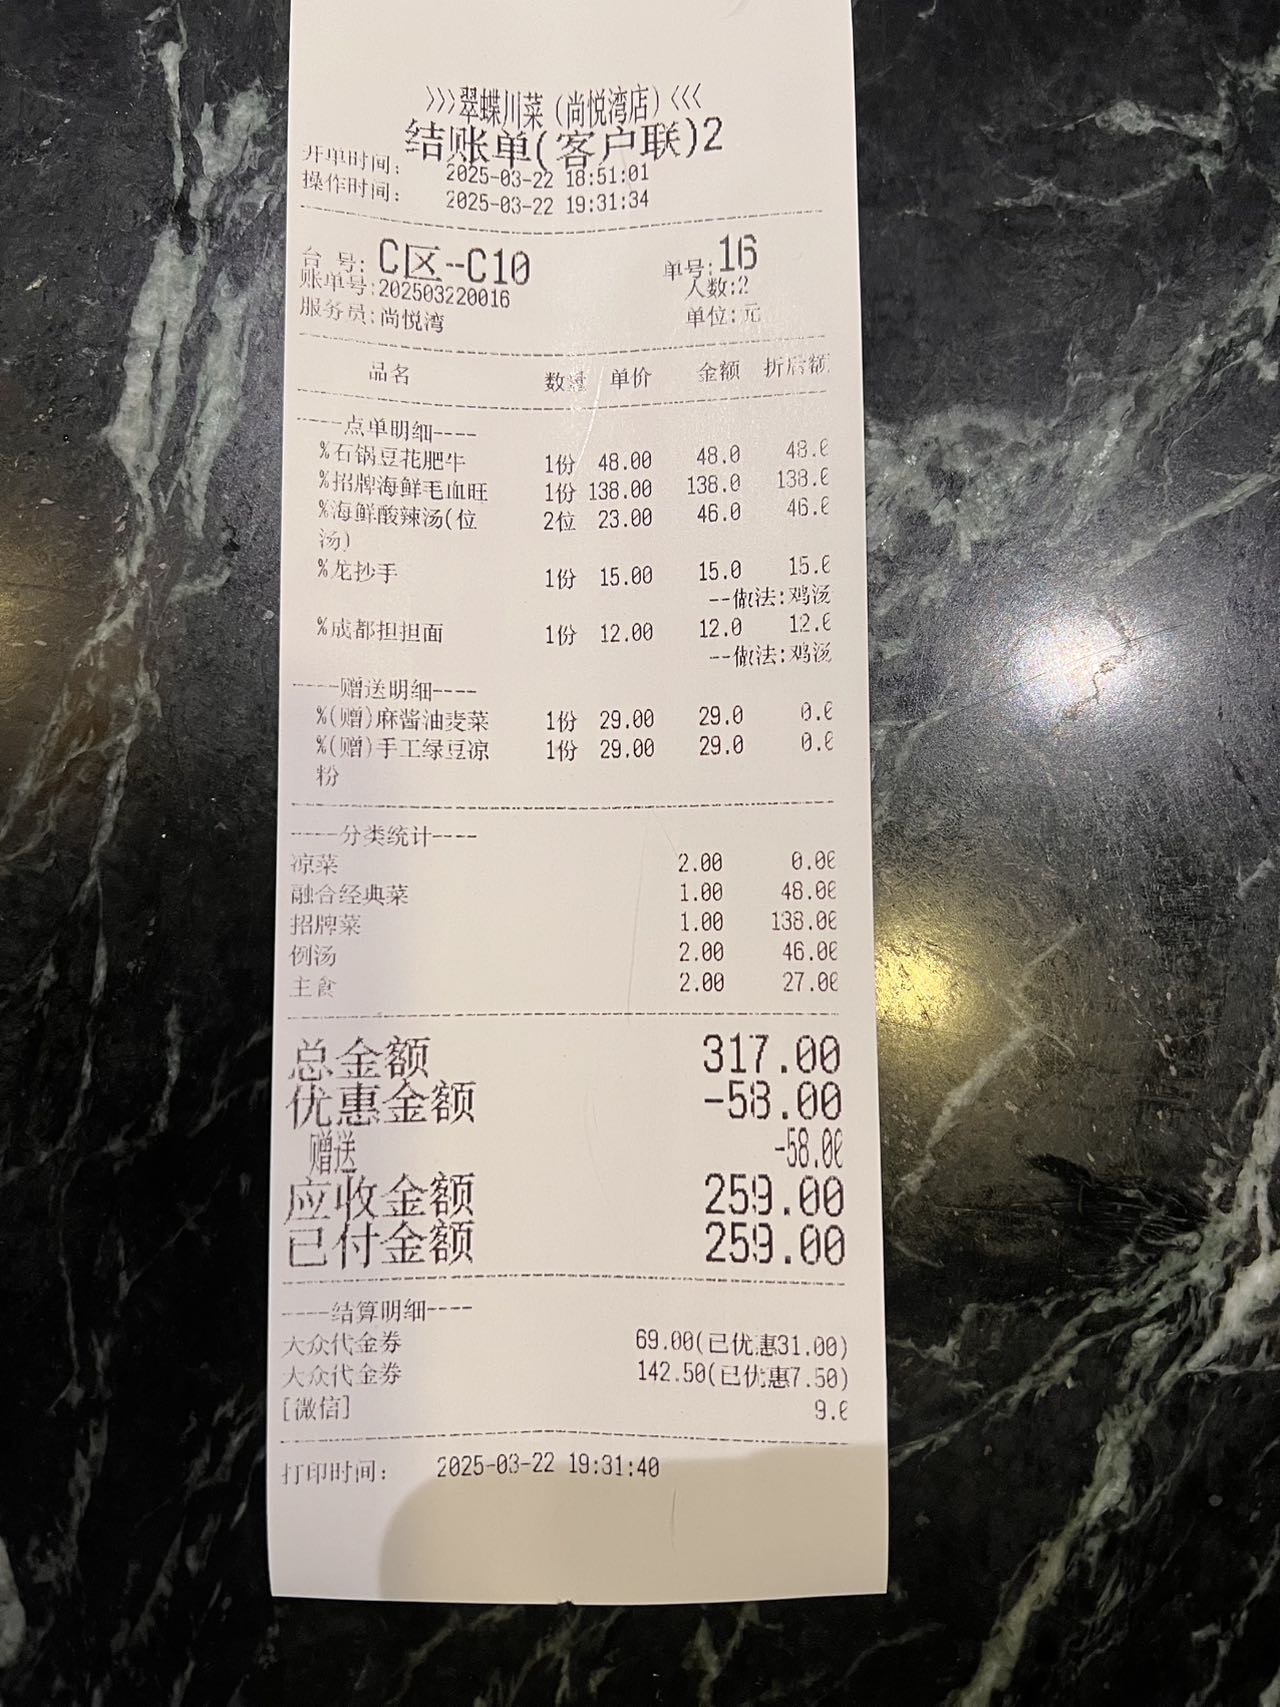 >>>翠蝶川菜(尚悦湾店)<<<
结账单(客户联)2
开单时间: 2025-03-22 18:51:01
操作时间: 2025-03-22 19:31:34
台 号: C区--C10 单号:16
账单号:202503220016 人数:2
服务员:尚悦湾 单位:元
品名 数量 单价 金额 折后额
----点单明细----
%石锅豆花肥牛 1份 48.00 48.0 48.0
%招牌海鲜毛血旺 1份 138.00 138.0 138.0
%海鲜酸辣汤(位 2位 23.00 46.0 46.0
汤)
%龙抄手 1份 15.00 15.0 15.0
--做法:鸡汤
%成都担担面 1份 12.00 12.0 12.0
--做法:鸡汤
----赠送明细----
%(赠)麻酱油麦菜 1份 29.00 29.0 0.0
%(赠)手工绿豆凉 1份 29.00 29.0 0.0
粉
----分类统计----
凉菜 2.00 0.00
融合经典菜 1.00 48.00
招牌菜 1.00 138.00
例汤 2.00 46.00
主食 2.00 27.00
总金额 317.00
优惠金额 -58.00
赠送 -58.00
应收金额 259.00
已付金额 259.00
----结算明细----
大众代金券 69.00(已优惠31.00)
大众代金券 142.50(已优惠7.50)
[微信] 9.0
打印时间: 2025-03-22 19:31:40